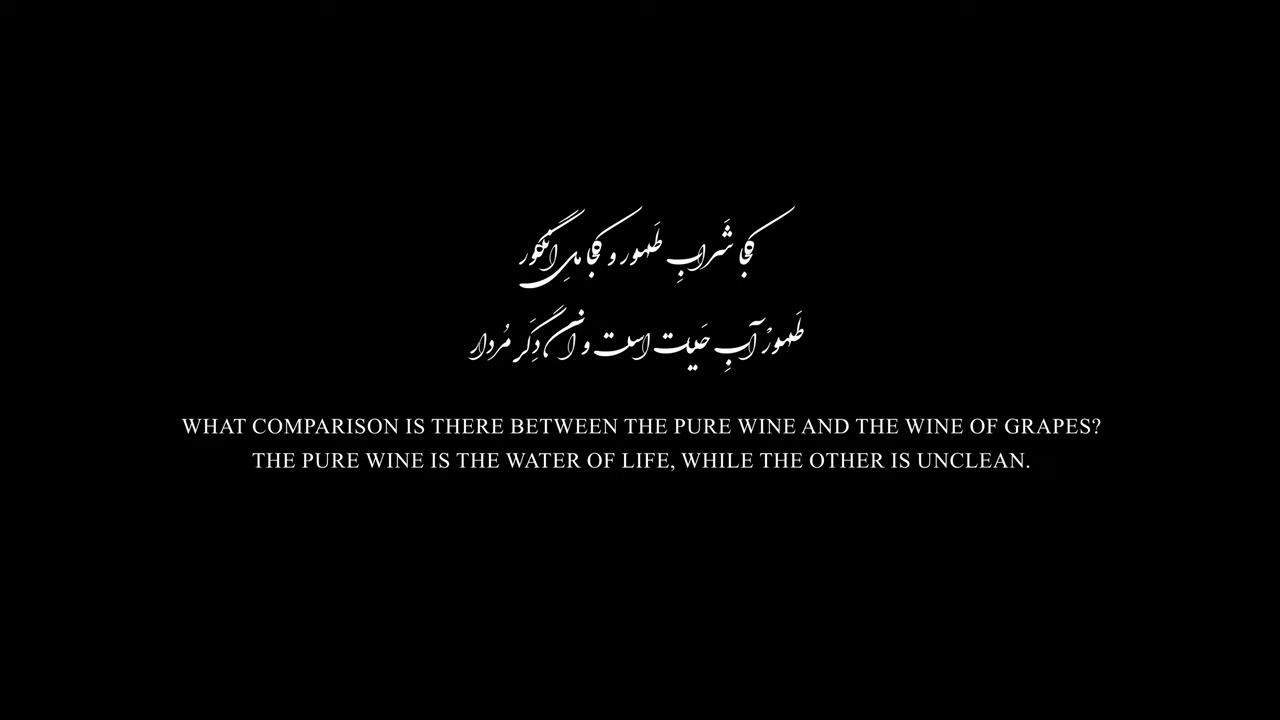 کجا شَرابِ طَهور و کجا میِ انگور
طَهورْ آبِ حَیات است و آن دِگَر مُردار
WHAT COMPARISON IS THERE BETWEEN THE PURE WINE AND THE WINE OF GRAPES?
THE PURE WINE IS THE WATER OF LIFE, WHILE THE OTHER IS UNCLEAN.